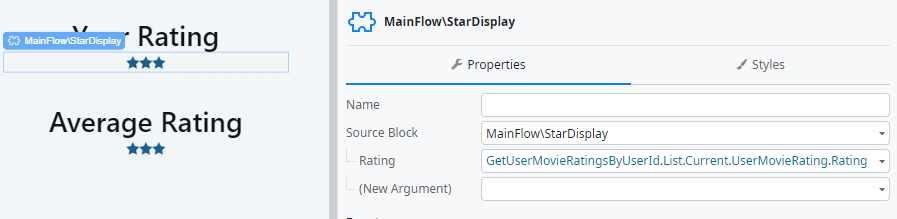 Your Rating
MainFlow\StarDisplay
Average Rating
MainFlow\StarDisplay
Properties
Styles
Name
Source Block
MainFlow\StarDisplay
Rating
GetUserMovieRatingsByUserId.List.Current.UserMovieRating.Rating
(New Argument)